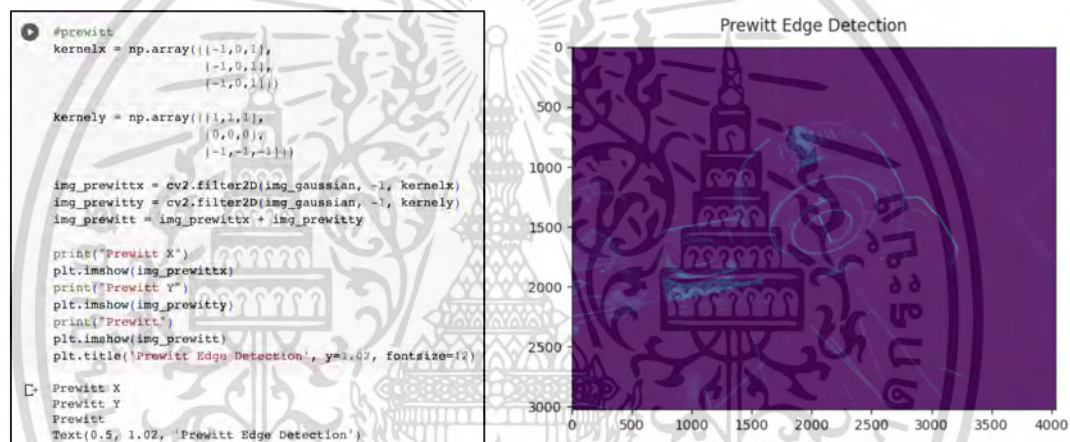 #prewitt
kernelx = np.array([[-1,0,1],
[-1,0,1],
[-1,0,1]])
kernely = np.array([[1,1,1],
[0,0,0],
[-1,-1,-1]])
img_prewittx = cv2.filter2D(img_gaussian, -1, kernelx)
img_prewitty = cv2.filter2D(img_gaussian, -1, kernely)
img_prewitt = img_prewittx + img_prewitty
print("Prewitt X")
plt.imshow(img_prewittx)
print("Prewitt Y")
plt.imshow(img_prewitty)
print("Prewitt")
plt.imshow(img_prewitt)
plt.title('Prewitt Edge Detection', y=1.02, fontsize=12)
Prewitt X
Prewitt Y
Prewitt
Text(0.5, 1.02, 'Prewitt Edge Detection')
Prewitt Edge Detection
0
500
1000
1500
2000
2500
3000
0 500 1000 1500 2000 2500 3000 3500 4000